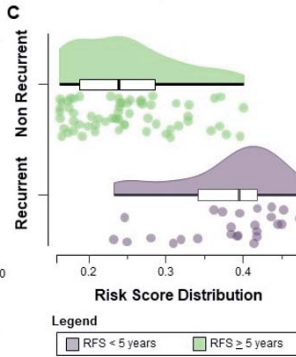 C
Non Recurrent
Recurrent
0
0.2 0.3 0.4
Risk Score Distribution
Legend
RFS < 5 years RFS ≥ 5 years